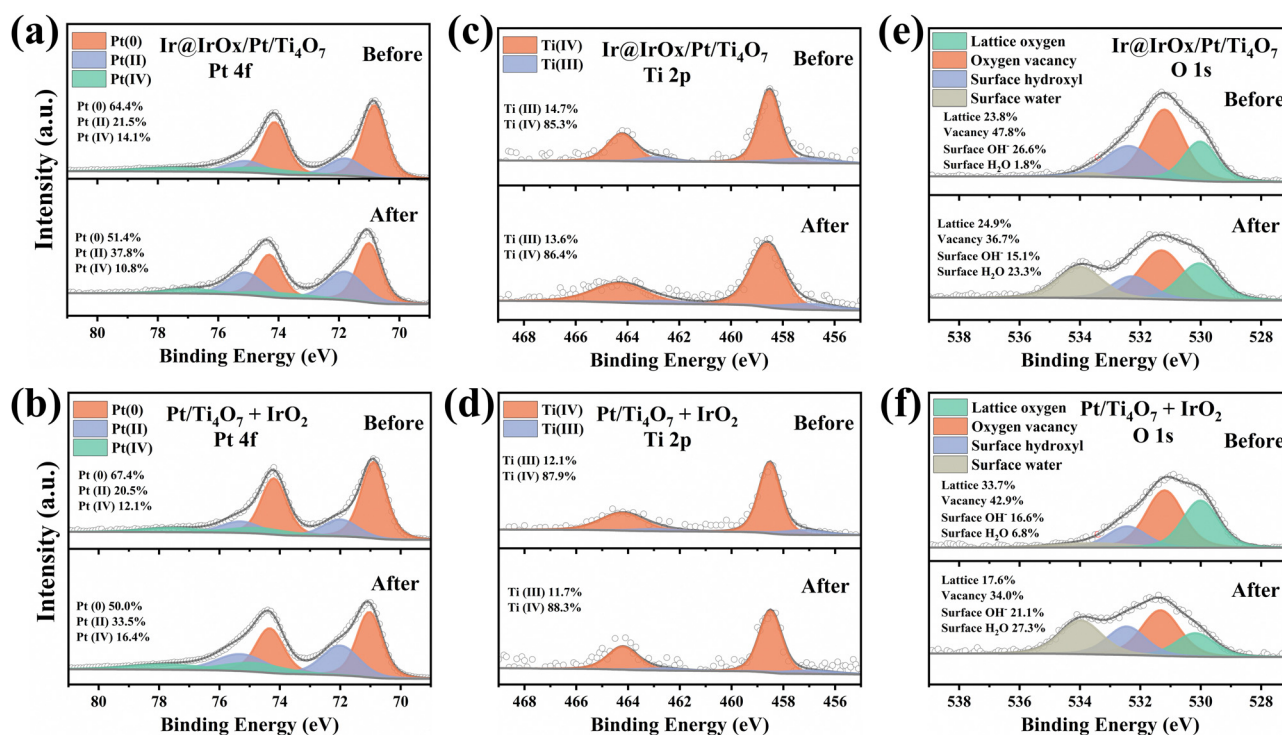 (a)
Pt(0)
Pt(II)
Pt(IV)
Ir@IrOx/Pt/Ti₄O₇
Pt 4f
Before
Pt (0) 64.4%
Pt (II) 21.5%
Pt (IV) 14.1%
After
Pt (0) 51.4%
Pt (II) 37.8%
Pt (IV) 10.8%
Intensity (a.u.)
80 78 76 74 72 70
Binding Energy (eV)
(c)
Ti(IV)
Ti(III)
Ir@IrOx/Pt/Ti₄O₇
Ti 2p
Before
Ti (III) 14.7%
Ti (IV) 85.3%
After
Ti (III) 13.6%
Ti (IV) 86.4%
468 466 464 462 460 458 456
Binding Energy (eV)
(e)
Lattice oxygen
Oxygen vacancy
Surface hydroxyl
Surface water
Ir@IrOx/Pt/Ti₄O₇
O 1s
Before
Lattice 23.8%
Vacancy 47.8%
Surface OH⁻ 26.6%
Surface H₂O 1.8%
After
Lattice 24.9%
Vacancy 36.7%
Surface OH⁻ 15.1%
Surface H₂O 23.3%
538 536 534 532 530 528
Binding Energy (eV)
(b)
Pt(0)
Pt(II)
Pt(IV)
Pt/Ti₄O₇ + IrO₂
Pt 4f
Before
Pt (0) 67.4%
Pt (II) 20.5%
Pt (IV) 12.1%
After
Pt (0) 50.0%
Pt (II) 33.5%
Pt (IV) 16.4%
Intensity (a.u.)
80 78 76 74 72 70
Binding Energy (eV)
(d)
Ti(IV)
Ti(III)
Pt/Ti₄O₇ + IrO₂
Ti 2p
Before
Ti (III) 12.1%
Ti (IV) 87.9%
After
Ti (III) 11.7%
Ti (IV) 88.3%
468 466 464 462 460 458 456
Binding Energy (eV)
(f)
Lattice oxygen
Oxygen vacancy
Surface hydroxyl
Surface water
Pt/Ti₄O₇ + IrO₂
O 1s
Before
Lattice 33.7%
Vacancy 42.9%
Surface OH⁻ 16.6%
Surface H₂O 6.8%
After
Lattice 17.6%
Vacancy 34.0%
Surface OH⁻ 21.1%
Surface H₂O 27.3%
538 536 534 532 530 528
Binding Energy (eV)